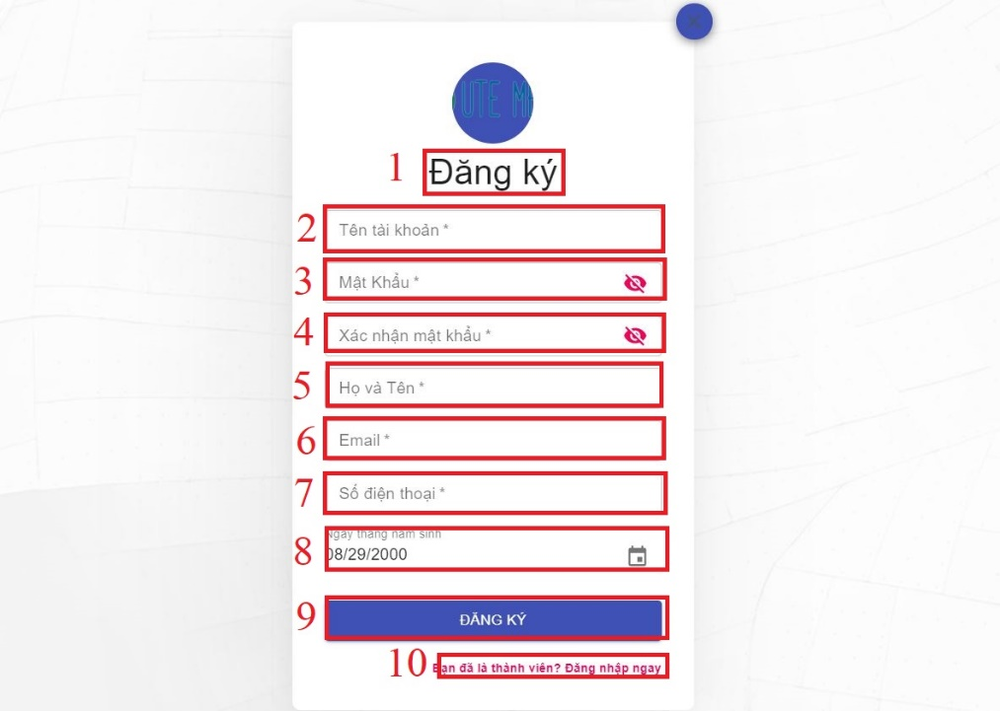 UTE M
1 Đăng ký
2 Tên tài khoản *
3 Mật Khẩu *
4 Xác nhận mật khẩu *
5 Họ và Tên *
6 Email *
7 Số điện thoại *
Ngày tháng năm sinh
8 08/29/2000
9 ĐĂNG KÝ
10 Bạn đã là thành viên? Đăng nhập ngay